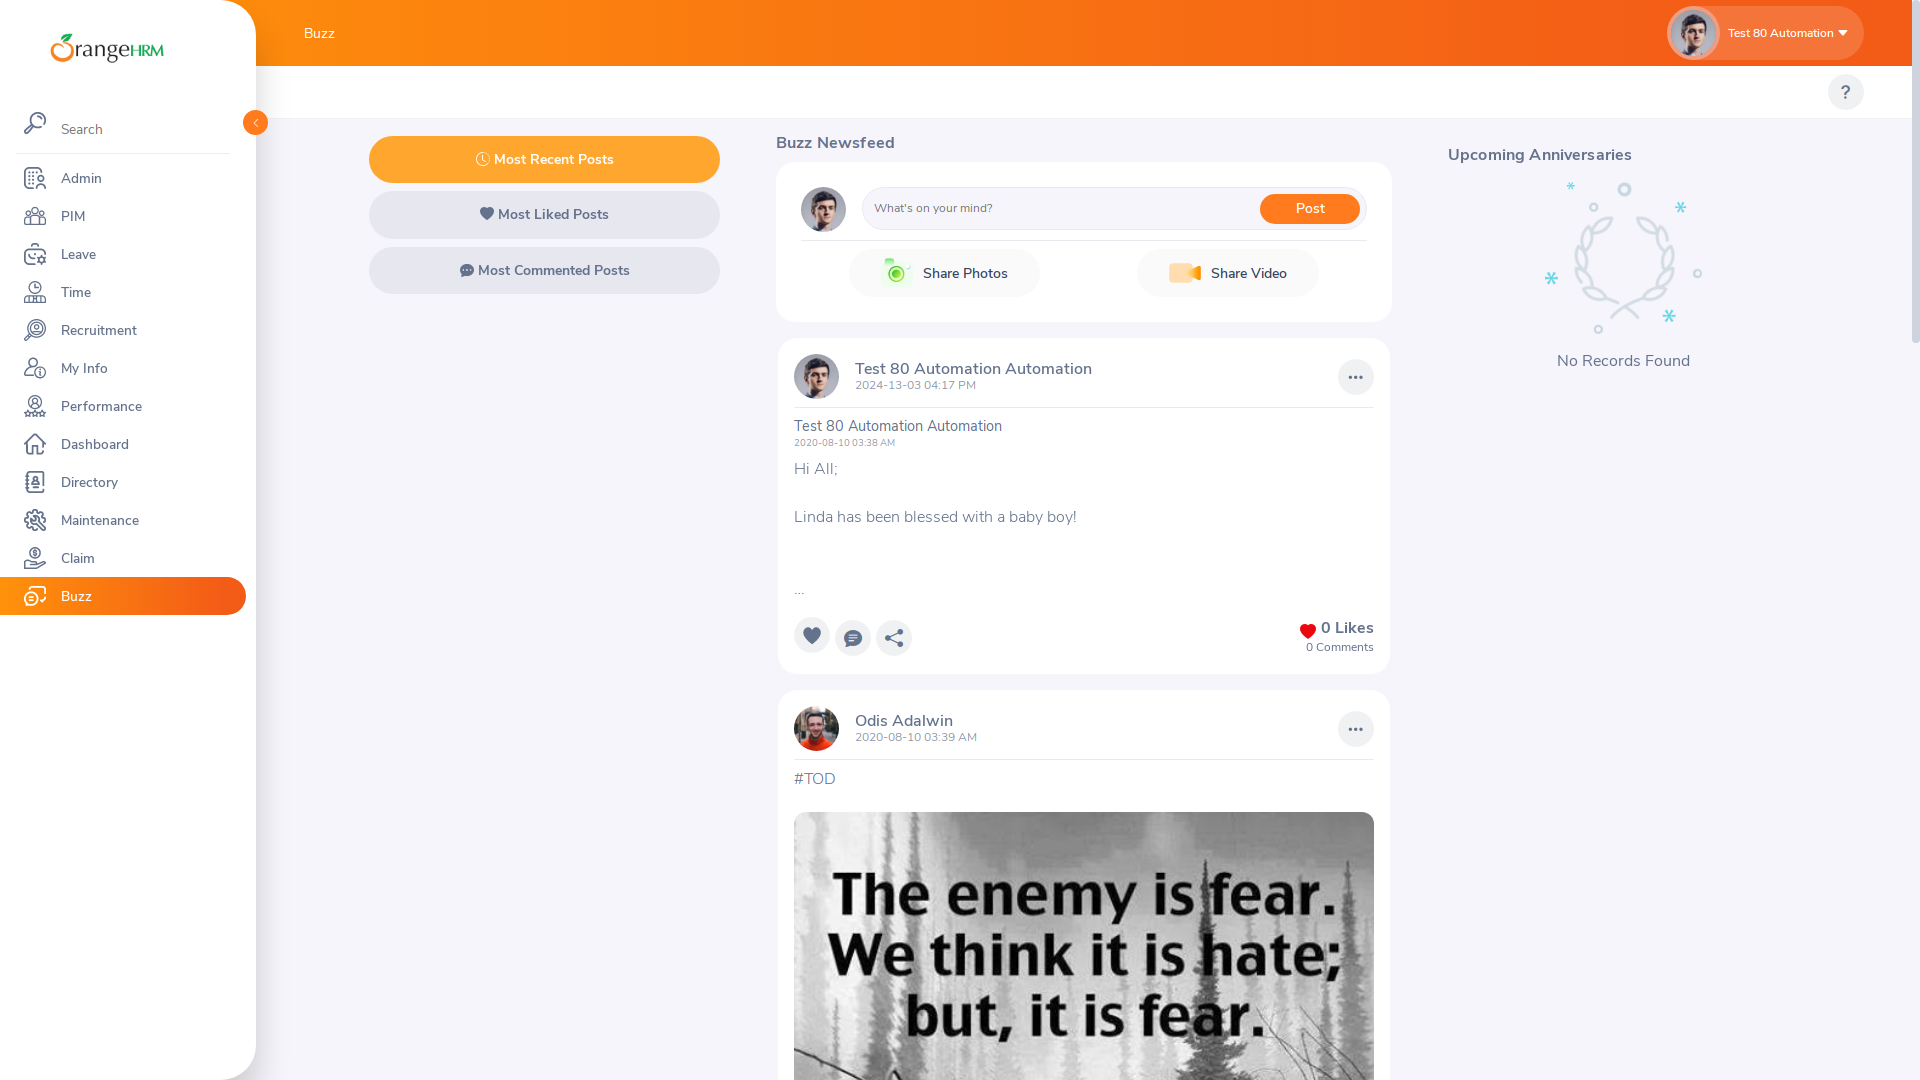 OrangeHRM
Search
Admin
PIM
Leave
Time
Recruitment
My Info
Performance
Dashboard
Directory
Maintenance
Claim
Buzz
Buzz
Test 80 Automation
?
Most Recent Posts
Most Liked Posts
Most Commented Posts
Buzz Newsfeed
What's on your mind?
Post
Share Photos
Share Video
Test 80 Automation Automation
2024-13-03 04:17 PM
Test 80 Automation Automation
2020-08-10 03:38 AM
Hi All;
Linda has been blessed with a baby boy!
...
0 Likes
0 Comments
Odis Adalwin
2020-08-10 03:39 AM
#TOD
The enemy is fear.
We think it is hate;
but, it is fear.
Upcoming Anniversaries
No Records Found